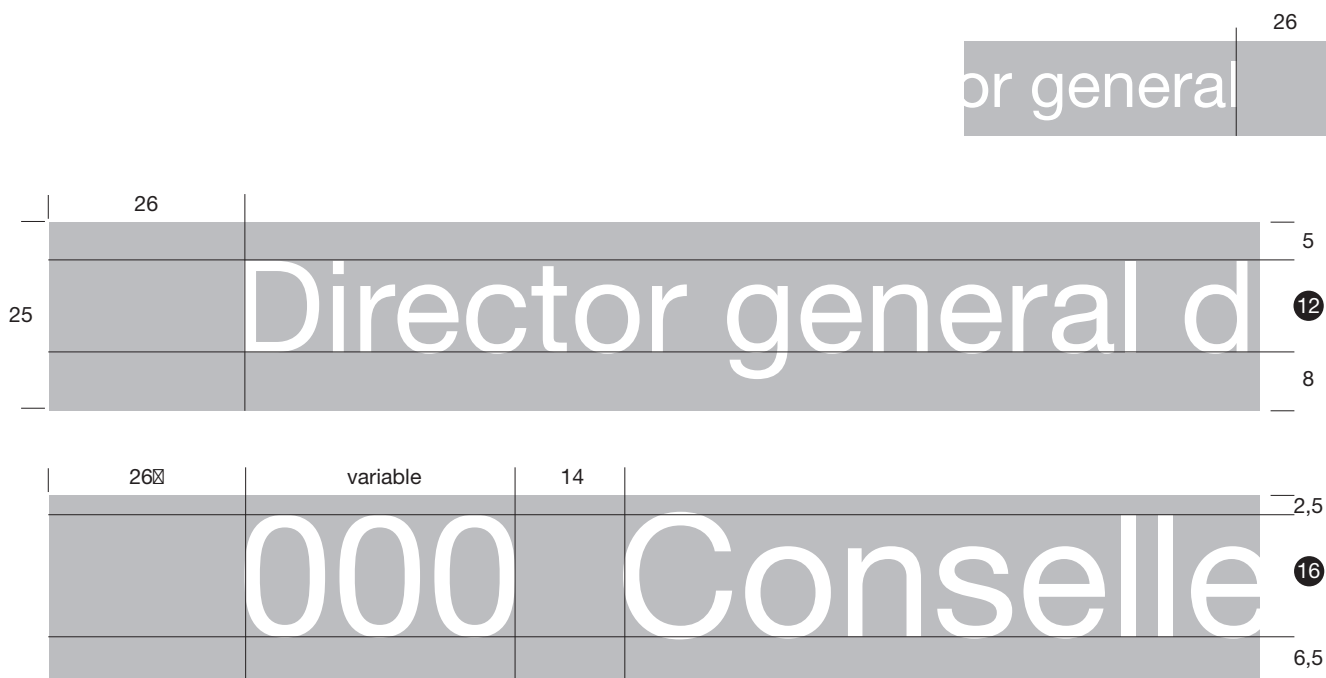 26
or general
26
5
Director general d
25
12
8
26 variable 14
2,5
000 Conselle
16
6,5